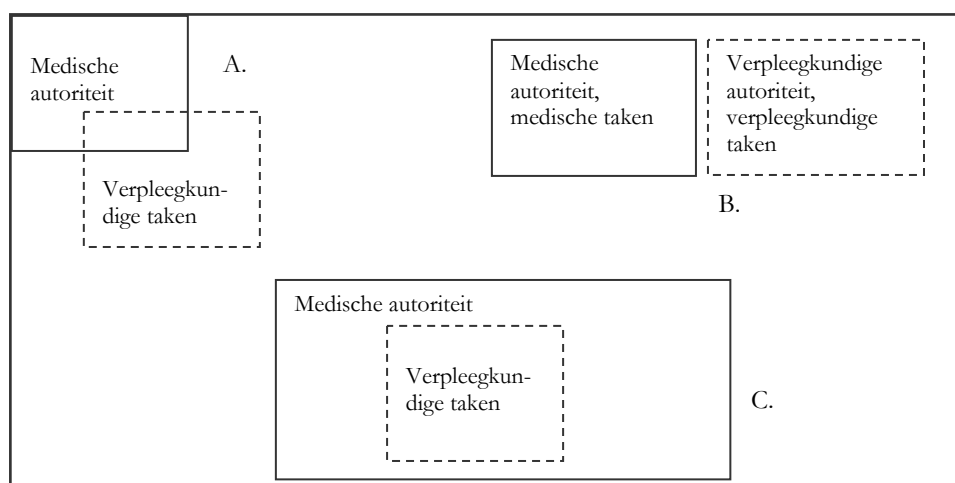 Medische
autoriteit
A.
Verpleegkun-
dige taken
Medische
autoriteit,
medische taken
Verpleegkundige
autoriteit,
verpleegkundige
taken
B.
Medische autoriteit
Verpleegkun-
dige taken
C.